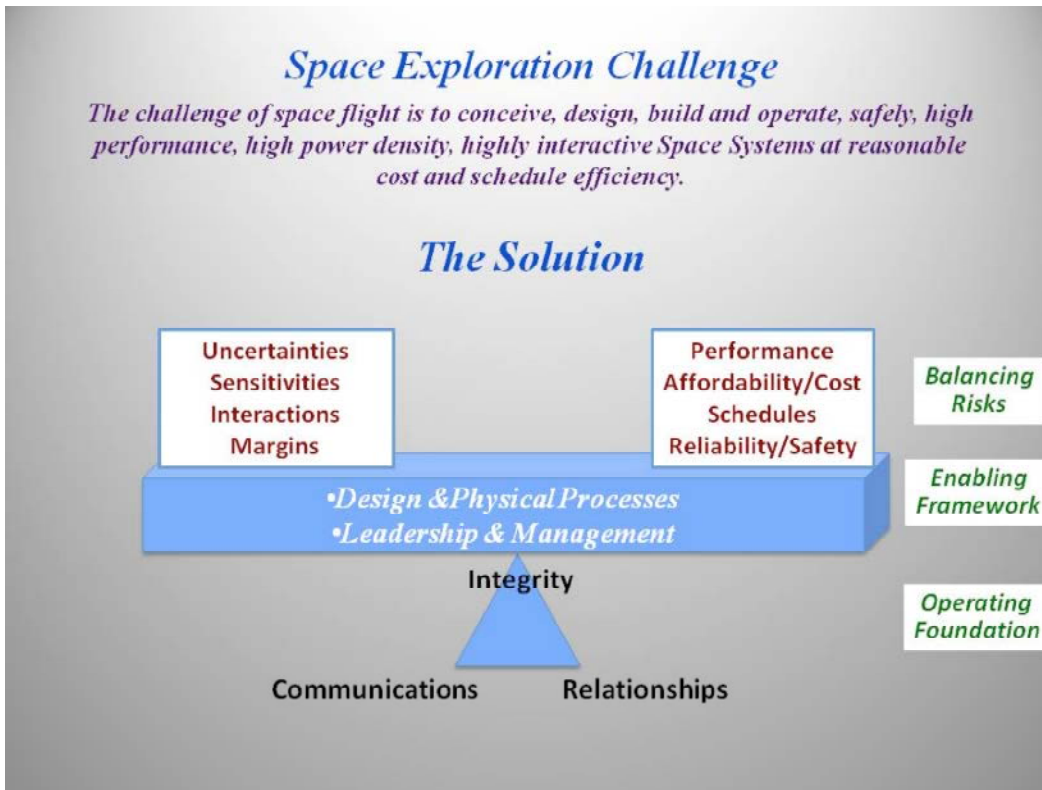 Space Exploration Challenge
The challenge of space flight is to conceive, design, build and operate, safely, high
performance, high power density, highly interactive Space Systems at reasonable
cost and schedule efficiency.
The Solution
Uncertainties
Sensitivities
Interactions
Margins
Performance
Affordability/Cost
Schedules
Reliability/Safety
Balancing
Risks
•Design &Physical Processes
•Leadership & Management
Enabling
Framework
Integrity
Communications
Relationships
Operating
Foundation